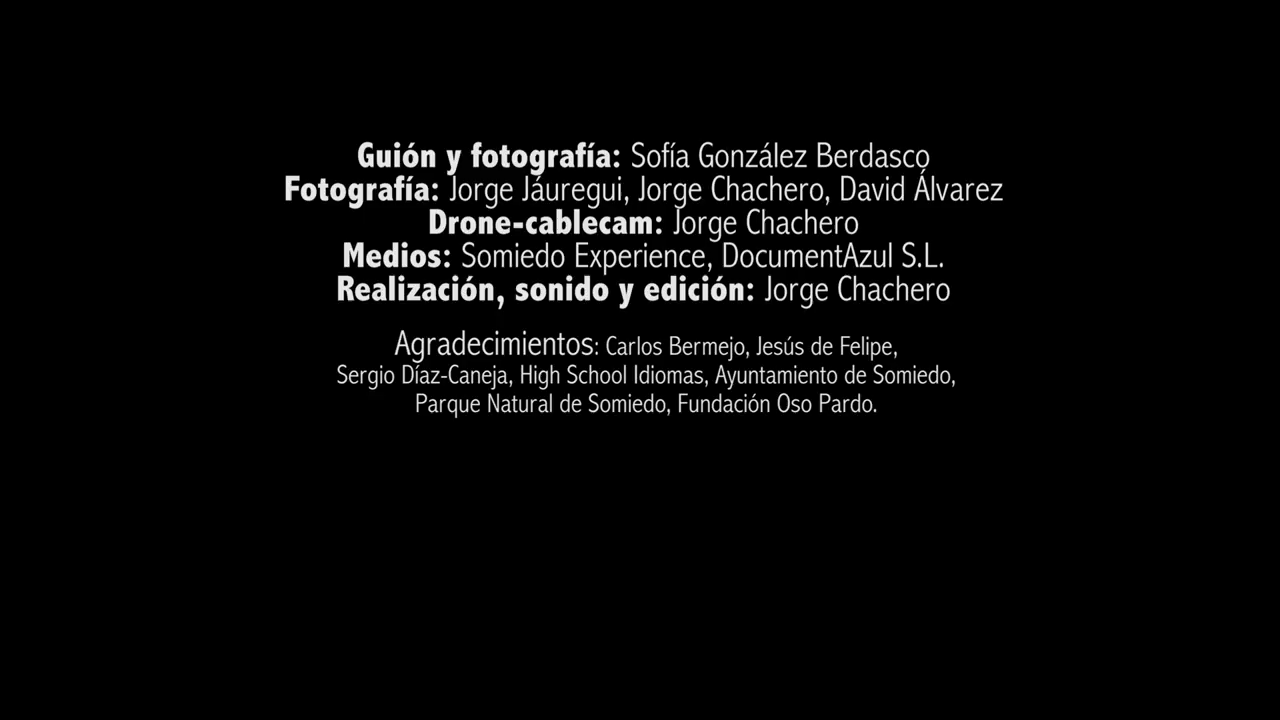 Guión y fotografía: Sofía González Berdasco
Fotografía: Jorge Jáuregui, Jorge Chachero, David Álvarez
Drone-cablecam: Jorge Chachero
Medios: Somiedo Experience, DocumentAzul S.L.
Realización, sonido y edición: Jorge Chachero
Agradecimientos: Carlos Bermejo, Jesús de Felipe,
Sergio Díaz-Caneja, High School Idiomas, Ayuntamiento de Somiedo,
Parque Natural de Somiedo, Fundación Oso Pardo.